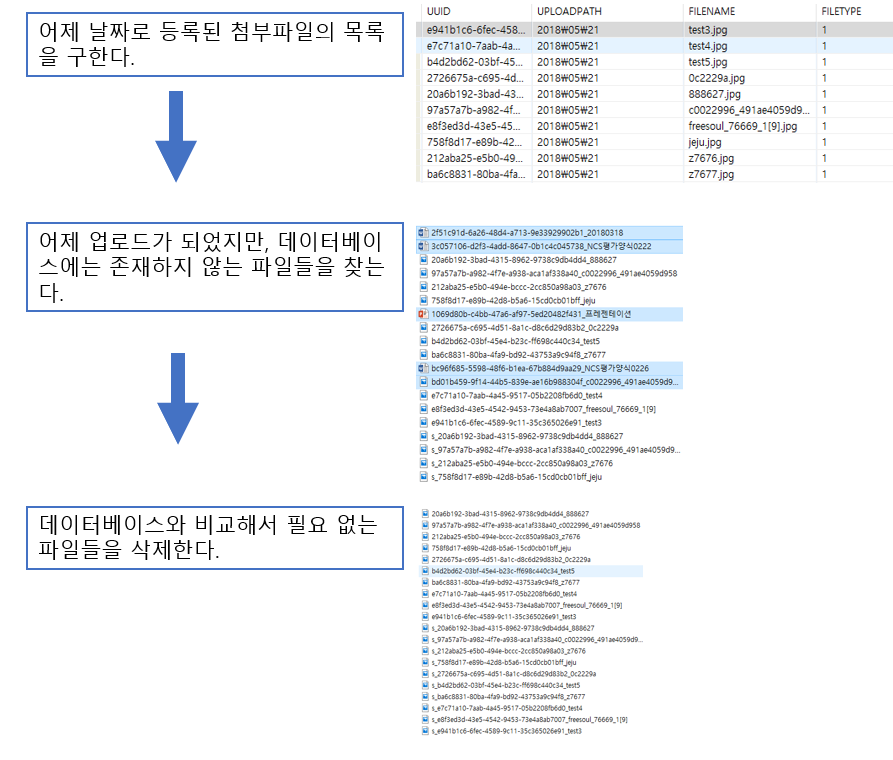 어제 날짜로 등록된 첨부파일의 목록
을 구한다.
UUID UPLOADPATH FILENAME FILETYPE
e941b1c6-6fec-458... 2018₩05₩21 test3.jpg 1
e7c71a10-7aab-4a... 2018₩05₩21 test4.jpg 1
b4d2bd62-03bf-45... 2018₩05₩21 test5.jpg 1
2726675a-c695-4d... 2018₩05₩21 0c2229a.jpg 1
20a6b192-3bad-43... 2018₩05₩21 888627.jpg 1
97a57a7b-a982-4f... 2018₩05₩21 c0022996_491ae4059d9... 1
e8f3ed3d-43e5-45... 2018₩05₩21 freesoul_76669_1[9].jpg 1
758f8d17-e89b-42... 2018₩05₩21 jeju.jpg 1
212aba25-e5b0-49... 2018₩05₩21 z7676.jpg 1
ba6c8831-80ba-4fa... 2018₩05₩21 z7677.jpg 1
어제 업로드가 되었지만, 데이터베이
스에는 존재하지 않는 파일들을 찾는
다.
2f51c91d-6a26-48d4-a713-9e33929902b1_20180318
3c057106-d2f3-4add-8647-0b1c4c045738_NCS평가양식0222
20a6b192-3bad-4315-8962-9738c9db4dd4_888627
97a57a7b-a982-4f7e-a938-aca1af338a40_c0022996_491ae4059d958
212aba25-e5b0-494e-bccc-2cc850a98a03_z7676
758f8d17-e89b-42d8-b5a6-15cd0cb01bff_jeju
1069d80b-c4bb-47a6-af97-5ed20482f431_프레젠테이션
2726675a-c695-4d51-8a1c-d8c6d29d83b2_0c2229a
b4d2bd62-03bf-45e4-b23c-ff698c440c34_test5
ba6c8831-80ba-4fa9-bd92-43753a9c94f8_z7677
bc96f685-5598-48f6-b1ea-67b884d9aa29_NCS평가양식0226
bd01b459-9f14-44b5-839e-ae16b988304f_c0022996_491ae4059d9...
e7c71a10-7aab-4a45-9517-05b2208fb6d0_test4
e8f3ed3d-43e5-4542-9453-73e4a8ab7007_freesoul_76669_1[9]
e941b1c6-6fec-4589-9c11-35c365026e91_test3
s_20a6b192-3bad-4315-8962-9738c9db4dd4_888627
s_97a57a7b-a982-4f7e-a938-aca1af338a40_c0022996_491ae4059d9...
s_212aba25-e5b0-494e-bccc-2cc850a98a03_z7676
s_758f8d17-e89b-42d8-b5a6-15cd0cb01bff_jeju
데이터베이스와 비교해서 필요 없는
파일들을 삭제한다.
20a6b192-3bad-4315-8962-9738c9db4dd4_888627
97a57a7b-a982-4f7e-a938-aca1af338a40_c0022996_491ae4059d958
212aba25-e5b0-494e-bccc-2cc850a98a03_z7676
758f8d17-e89b-42d8-b5a6-15cd0cb01bff_jeju
2726675a-c695-4d51-8a1c-d8c6d29d83b2_0c2229a
b4d2bd62-03bf-45e4-b23c-ff698c440c34_test5
ba6c8831-80ba-4fa9-bd92-43753a9c94f8_z7677
e7c71a10-7aab-4a45-9517-05b2208fb6d0_test4
e8f3ed3d-43e5-4542-9453-73e4a8ab7007_freesoul_76669_1[9]
e941b1c6-6fec-4589-9c11-35c365026e91_test3
s_20a6b192-3bad-4315-8962-9738c9db4dd4_888627
s_97a57a7b-a982-4f7e-a938-aca1af338a40_c0022996_491ae4059d9...
s_212aba25-e5b0-494e-bccc-2cc850a98a03_z7676
s_758f8d17-e89b-42d8-b5a6-15cd0cb01bff_jeju
s_2726675a-c695-4d51-8a1c-d8c6d29d83b2_0c2229a
s_b4d2bd62-03bf-45e4-b23c-ff698c440c34_test5
s_ba6c8831-80ba-4fa9-bd92-43753a9c94f8_z7677
s_e7c71a10-7aab-4a45-9517-05b2208fb6d0_test4
s_e8f3ed3d-43e5-4542-9453-73e4a8ab7007_freesoul_76669_1[9]
s_e941b1c6-6fec-4589-9c11-35c365026e91_test3